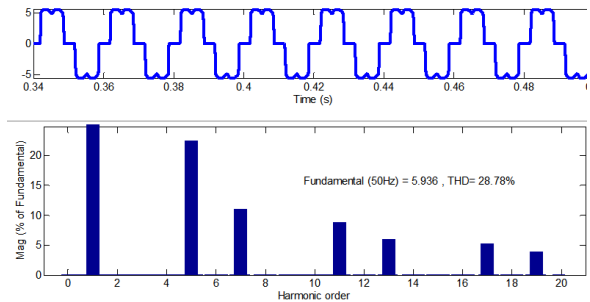 5
0
-5
0.34 0.36 0.38 0.4 0.42 0.44 0.46 0.48
Time (s)
Mag (% of Fundamental)
20
15
10
5
0
Fundamental (50Hz) = 5.936 , THD= 28.78%
0 2 4 6 8 10 12 14 16 18 20
Harmonic order